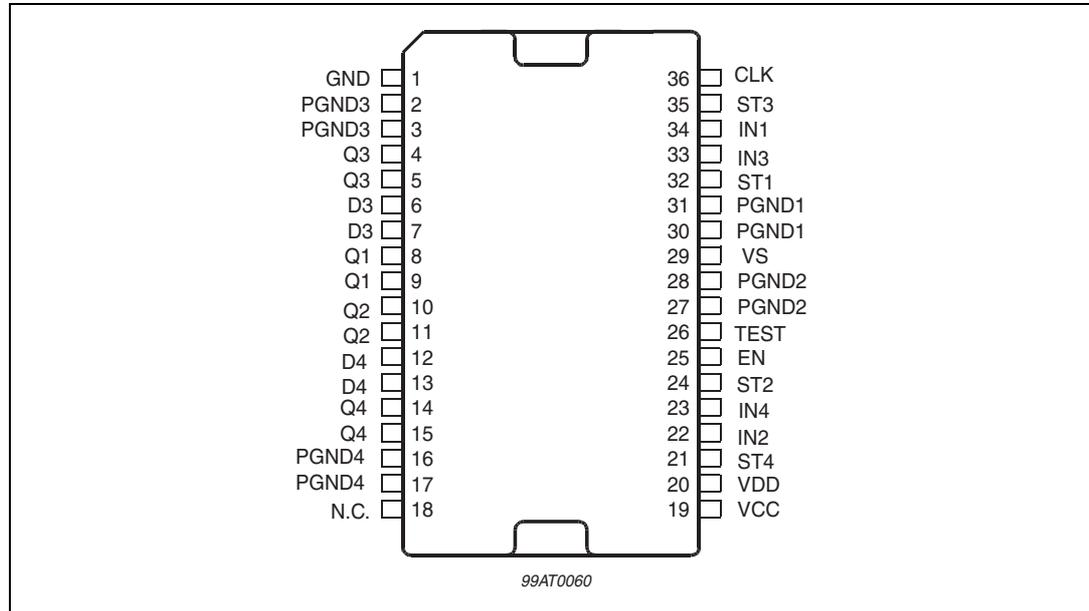 GND 1 36 CLK
PGND3 2 35 ST3
PGND3 3 34 IN1
Q3 4 33 IN3
Q3 5 32 ST1
D3 6 31 PGND1
D3 7 30 PGND1
Q1 8 29 VS
Q1 9 28 PGND2
Q2 10 27 PGND2
Q2 11 26 TEST
D4 12 25 EN
D4 13 24 ST2
Q4 14 23 IN4
Q4 15 22 IN2
PGND4 16 21 ST4
PGND4 17 20 VDD
N.C. 18 19 VCC
99AT0060